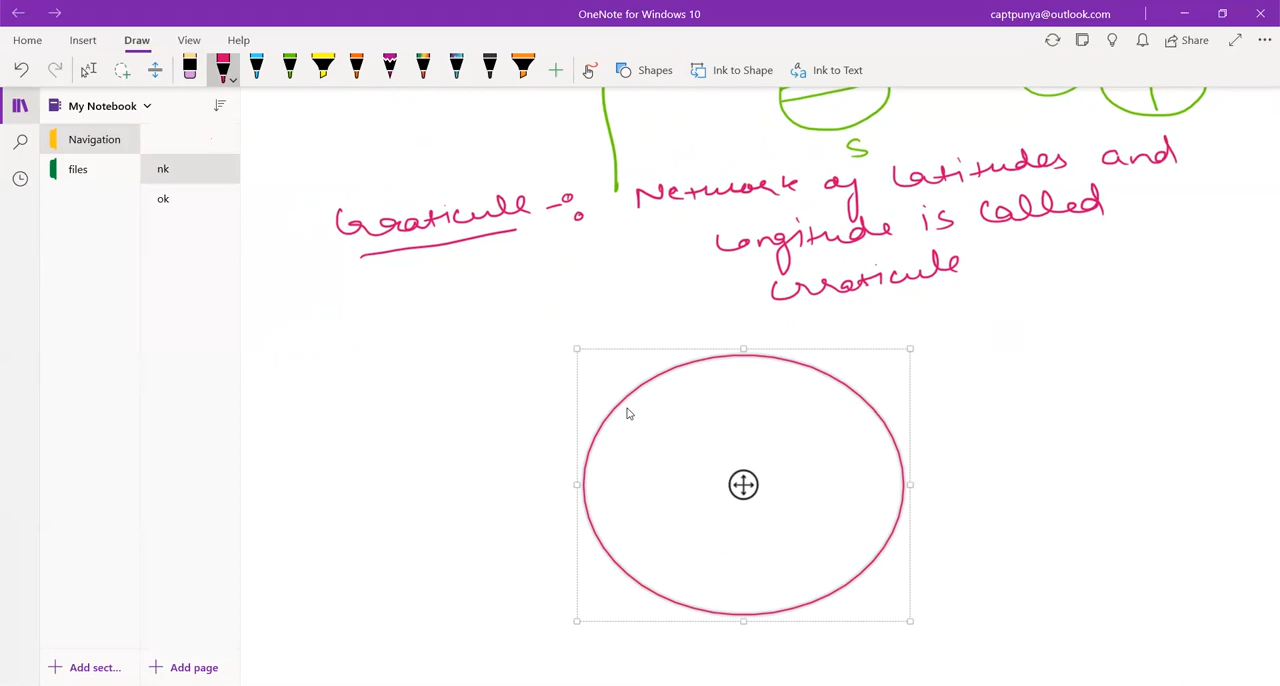 OneNote for Windows 10
captpunya@outlook.com
Home
Insert
Draw
View
Help
Share
Shapes
Ink to Shape
Ink to Text
My Notebook
Navigation
files
nk
ok
S
Graticule -: Network of Latitudes and
Longitude is called
Graticule
Add sect...
Add page